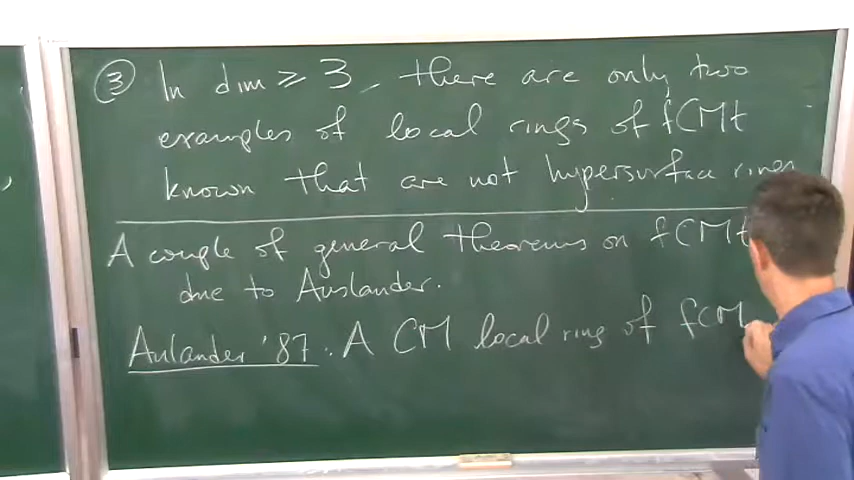 ③ In dim ≥ 3, there are only two
examples of local rings of fCMt
known that are not hypersurface rings
A couple of general theorems on fCMt
due to Auslander.
Aulander '87. A CM local ring of fCM